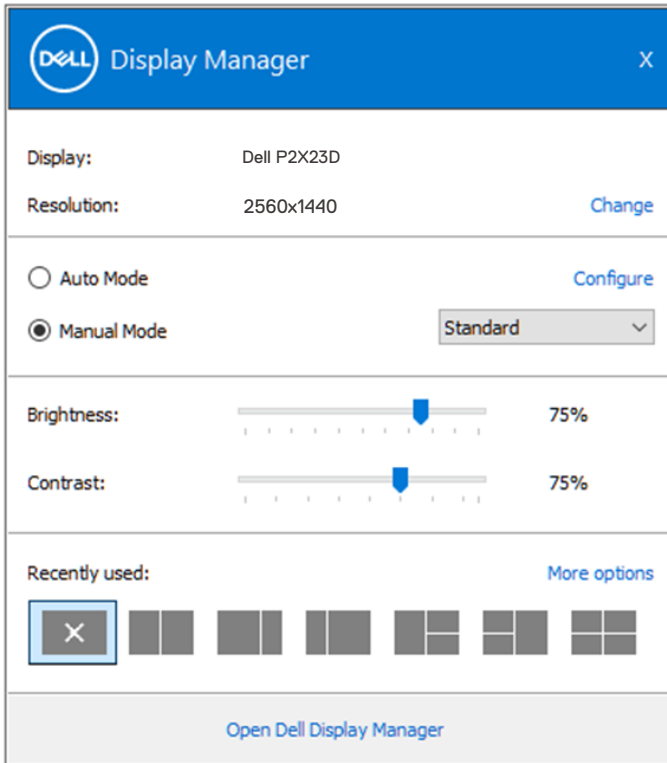 DELL Display Manager X
Display: Dell P2X23D
Resolution: 2560x1440 Change
Auto Mode Configure
Manual Mode Standard
Brightness: 75%
Contrast: 75%
Recently used: More options
Open Dell Display Manager